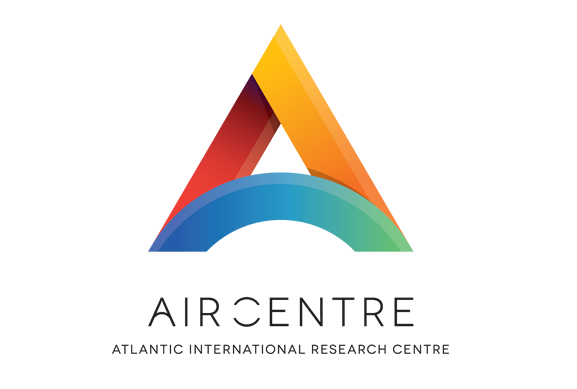 AIR CENTRE
ATLANTIC INTERNATIONAL RESEARCH CENTRE